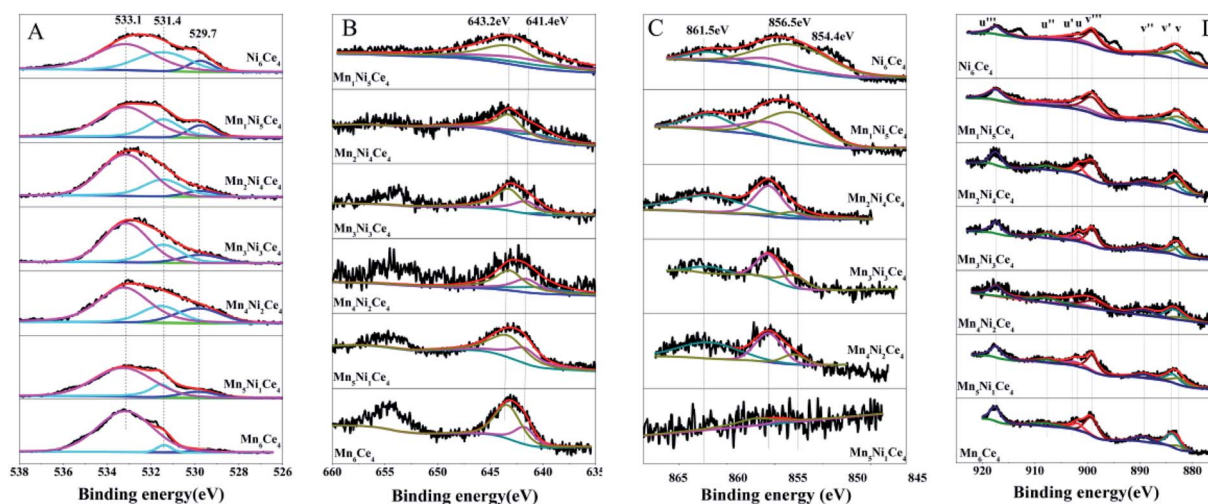 A
533.1
531.4
529.7
Ni6Ce4
Mn1Ni5Ce4
Mn2Ni4Ce4
Mn3Ni3Ce4
Mn4Ni2Ce4
Mn5Ni1Ce4
Mn6Ce4
538 536 534 532 530 528 526
Binding energy(eV)
B
643.2eV
641.4eV
Mn1Ni5Ce4
Mn2Ni4Ce4
Mn3Ni3Ce4
Mn4Ni2Ce4
Mn5Ni1Ce4
Mn6Ce4
660 655 650 645 640 635
Binding energy(eV)
C
861.5eV
856.5eV
854.4eV
Ni6Ce4
Mn1Ni5Ce4
Mn2Ni4Ce4
Mn3Ni3Ce4
Mn4Ni2Ce4
Mn5Ni1Ce4
865 860 855 850 845
Binding energy(eV)
u''' u'' u' u v''' v'' v' v
Ni6Ce4
Mn1Ni5Ce4
Mn2Ni4Ce4
Mn3Ni3Ce4
Mn4Ni2Ce4
Mn5Ni1Ce4
Mn6Ce4
920 910 900 890 880
Binding energy(eV)